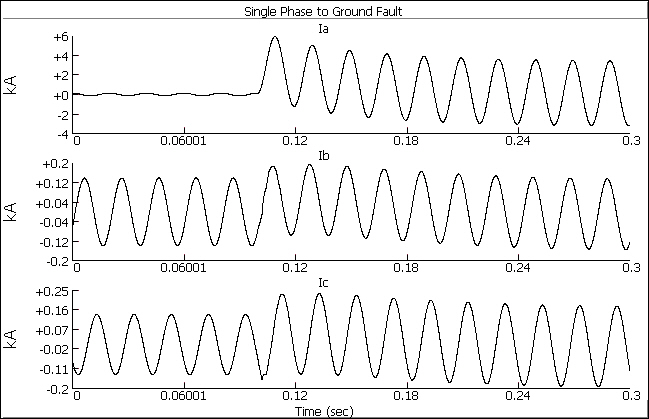 Single Phase to Ground Fault
Ia
kA
+6
+4
+2
+0
-2
-4
0 0.06001 0.12 0.18 0.24 0.3
Ib
kA
+0.2
+0.12
+0.04
-0.04
-0.12
-0.2
0 0.06001 0.12 0.18 0.24 0.3
Ic
kA
+0.25
+0.16
+0.07
-0.02
-0.11
-0.2
0 0.06001 0.12 0.18 0.24 0.3
Time (sec)